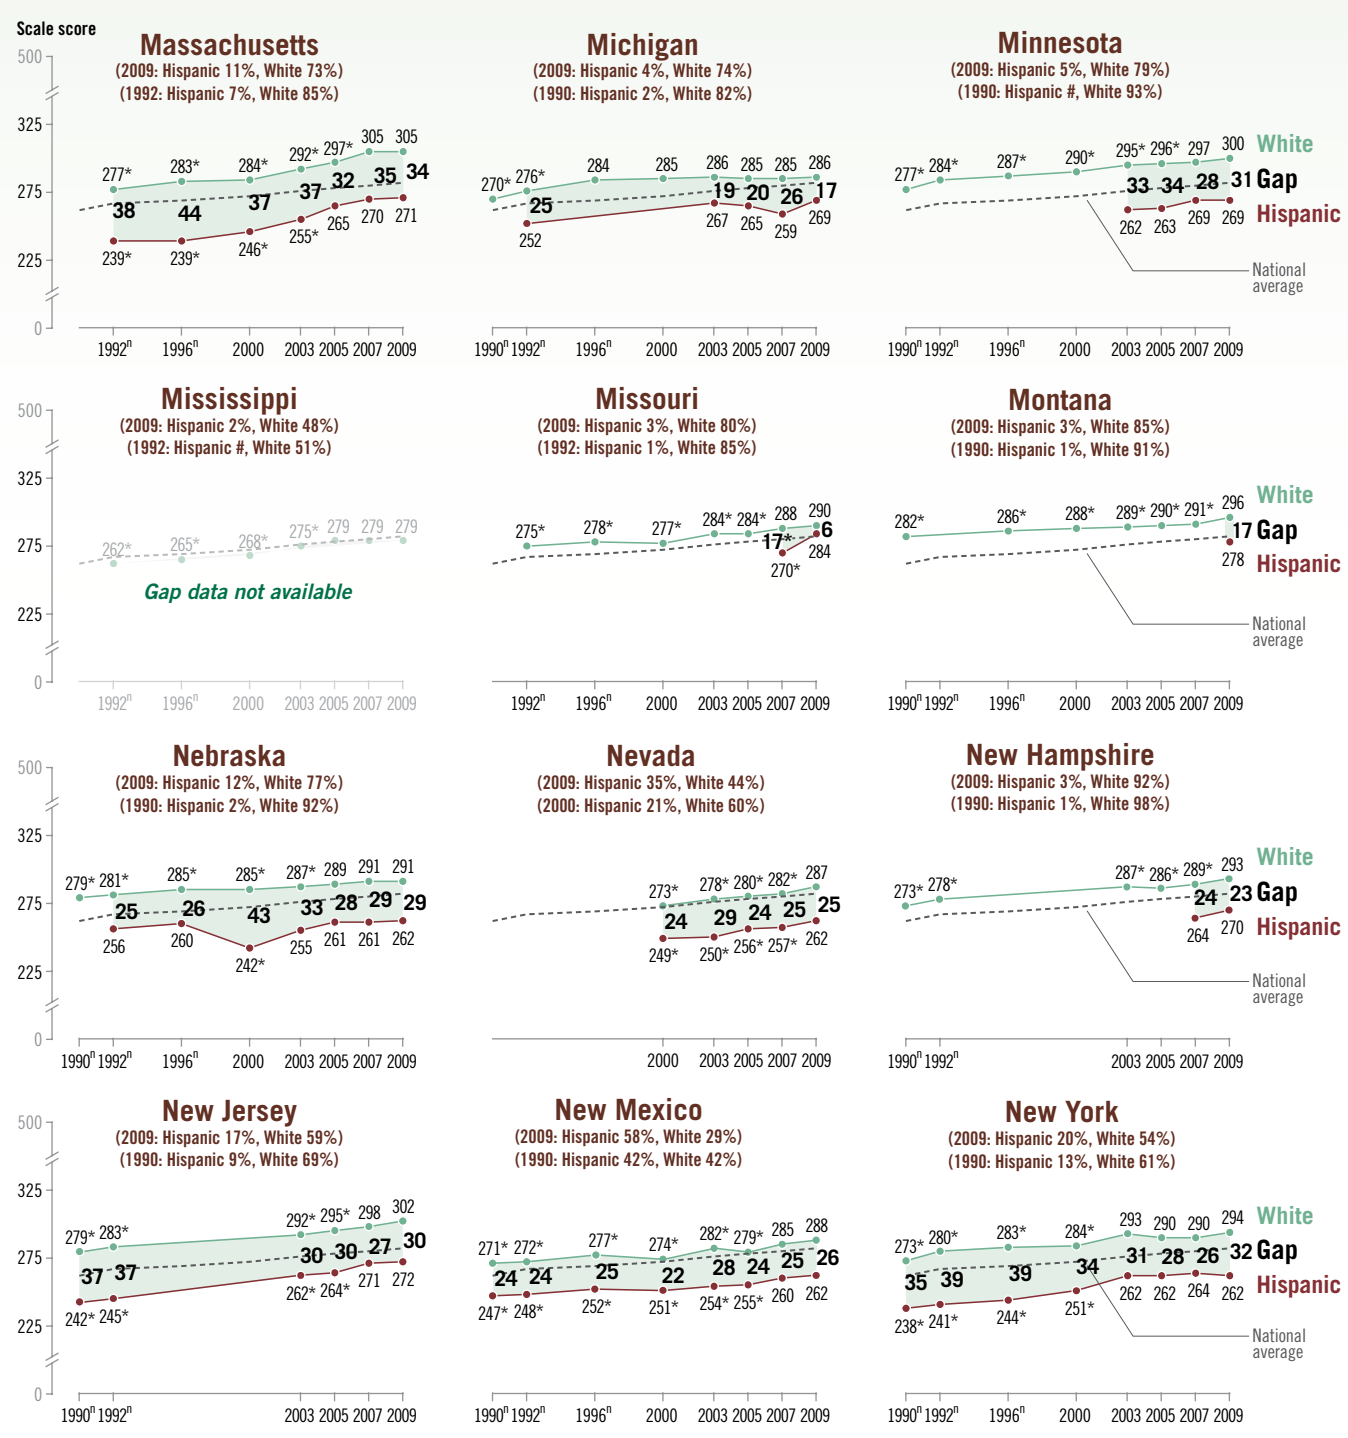 Scale score
Massachusetts
(2009: Hispanic 11%, White 73%)
(1992: Hispanic 7%, White 85%)
500
325
275
225
0
277* 283* 284* 292* 297* 305 305
38 44 37 37 32 35 34
239* 239* 246* 255* 265 270 271
1992n 1996n 2000 2003 2005 2007 2009
Michigan
(2009: Hispanic 4%, White 74%)
(1990: Hispanic 2%, White 82%)
270* 276* 284 285 286 285 285 286
25 19 20 26 17
252 267 265 259 269
1990n 1992n 1996n 2000 2003 2005 2007 2009
Minnesota
(2009: Hispanic 5%, White 79%)
(1990: Hispanic #, White 93%)
277* 284* 287* 290* 295* 296* 297 300
White
33 34 28 31 Gap
Hispanic
262 263 269 269
National
average
1990n 1992n 1996n 2000 2003 2005 2007 2009
Mississippi
(2009: Hispanic 2%, White 48%)
(1992: Hispanic #, White 51%)
500
325
275
225
0
262* 265* 268* 275* 279 279 279
Gap data not available
1992n 1996n 2000 2003 2005 2007 2009
Missouri
(2009: Hispanic 3%, White 80%)
(1992: Hispanic 1%, White 85%)
275* 278* 277* 284* 284* 288 290
17* 6
270* 284
1992n 1996n 2000 2003 2005 2007 2009
Montana
(2009: Hispanic 3%, White 85%)
(1990: Hispanic 1%, White 91%)
282* 286* 288* 289* 290* 291* 296
White
17 Gap
278 Hispanic
National
average
1990n 1992n 1996n 2000 2003 2005 2007 2009
Nebraska
(2009: Hispanic 12%, White 77%)
(1990: Hispanic 2%, White 92%)
500
325
275
225
0
279* 281* 285* 285* 287* 289 291 291
25 26 43 33 28 29 29
256 260 242* 255 261 261 262
1990n 1992n 1996n 2000 2003 2005 2007 2009
Nevada
(2009: Hispanic 35%, White 44%)
(2000: Hispanic 21%, White 60%)
273* 278* 280* 282* 287
24 29 24 25 25
249* 250* 256* 257* 262
2000 2003 2005 2007 2009
New Hampshire
(2009: Hispanic 3%, White 92%)
(1990: Hispanic 1%, White 98%)
273* 278* 287* 286* 289* 293
White
24 23 Gap
Hispanic
264 270
National
average
1990n 1992n 2003 2005 2007 2009
New Jersey
(2009: Hispanic 17%, White 59%)
(1990: Hispanic 9%, White 69%)
500
325
275
225
0
279* 283* 292* 295* 298 302
37 37 30 30 27 30
242* 245* 262* 264* 271 272
1990n 1992n 2003 2005 2007 2009
New Mexico
(2009: Hispanic 58%, White 29%)
(1990: Hispanic 42%, White 42%)
271* 272* 277* 274* 282* 279* 285 288
24 24 25 22 28 24 25 26
247* 248* 252* 251* 254* 255* 260 262
1990n 1992n 1996n 2000 2003 2005 2007 2009
New York
(2009: Hispanic 20%, White 54%)
(1990: Hispanic 13%, White 61%)
273* 280* 283* 284* 293 290 290 294
White
35 39 39 34 31 28 26 32 Gap
Hispanic
238* 241* 244* 251* 262 262 264 262
National
average
1990n 1992n 1996n 2000 2003 2005 2007 2009